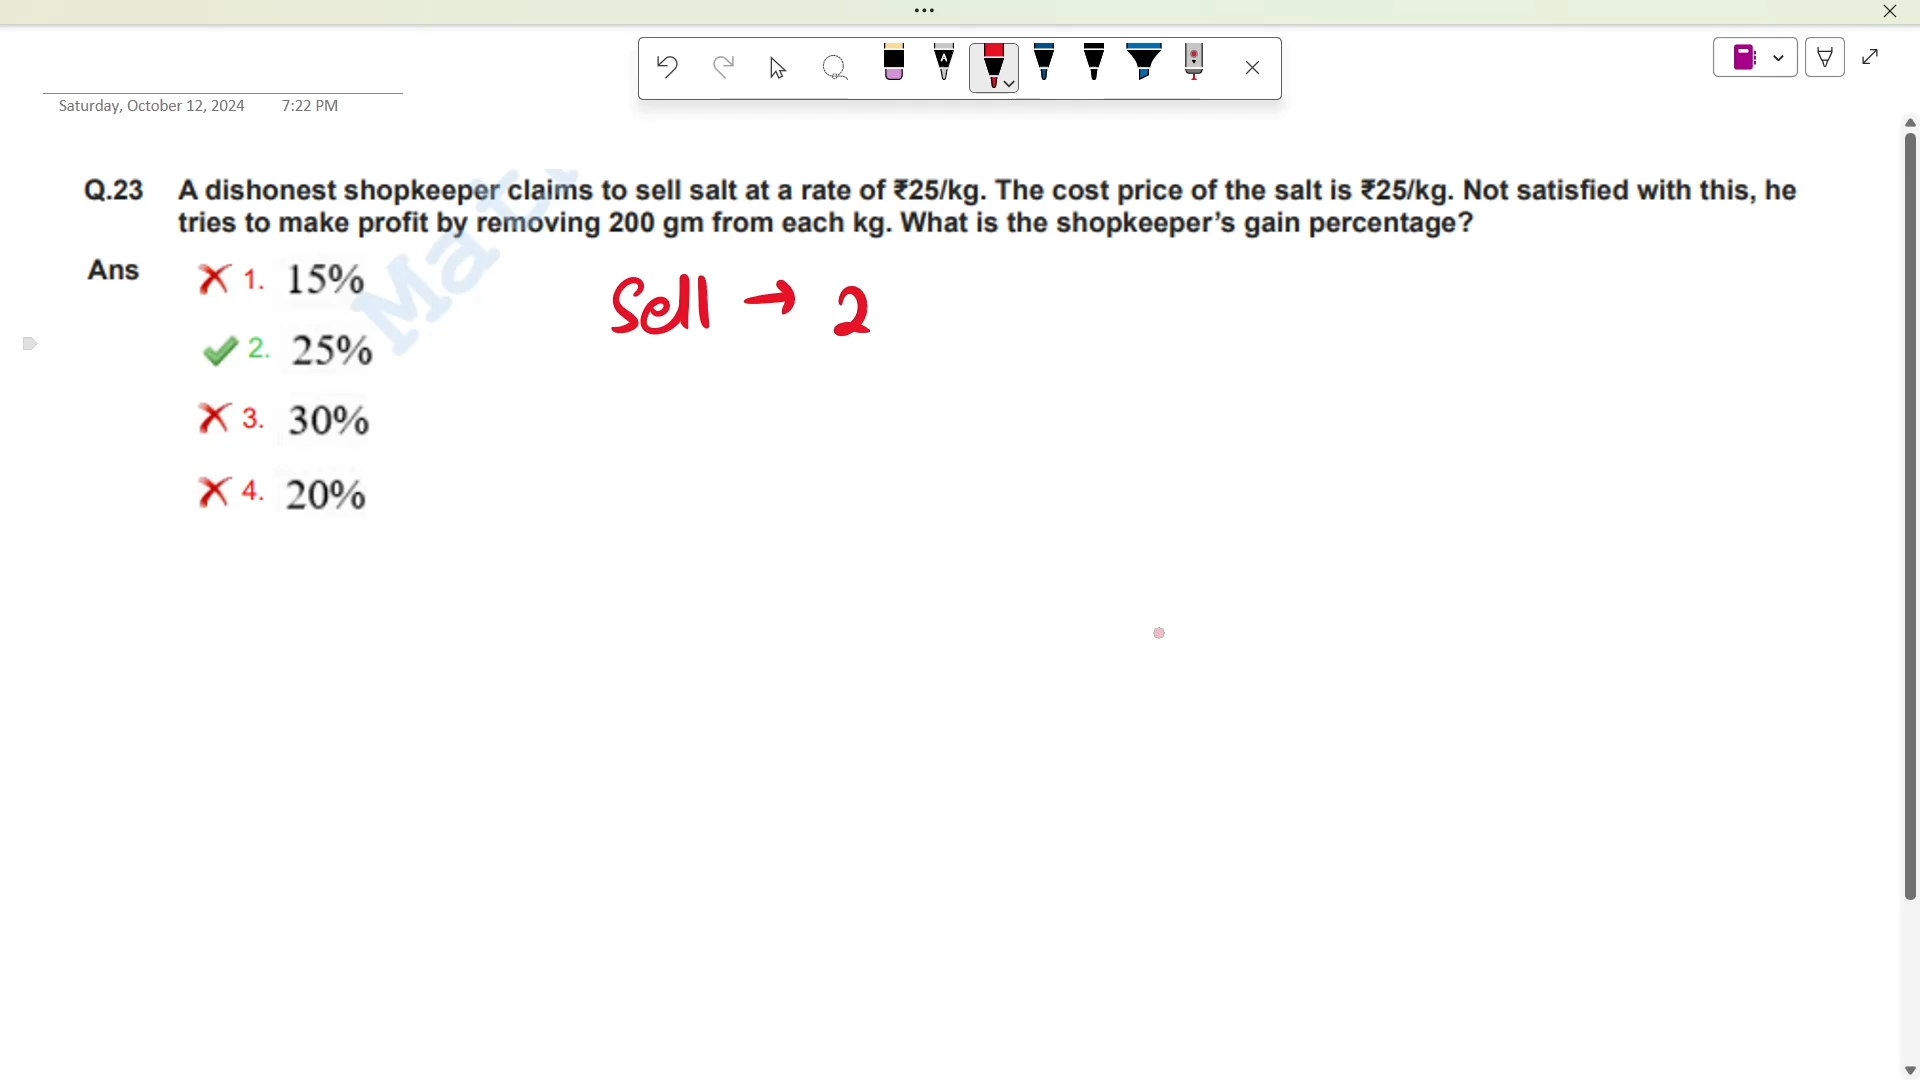 Saturday, October 12, 2024 7:22 PM
Q.23 A dishonest shopkeeper claims to sell salt at a rate of ₹25/kg. The cost price of the salt is ₹25/kg. Not satisfied with this, he
tries to make profit by removing 200 gm from each kg. What is the shopkeeper's gain percentage?
Ans 1. 15%
Sell → 2
2. 25%
3. 30%
4. 20%